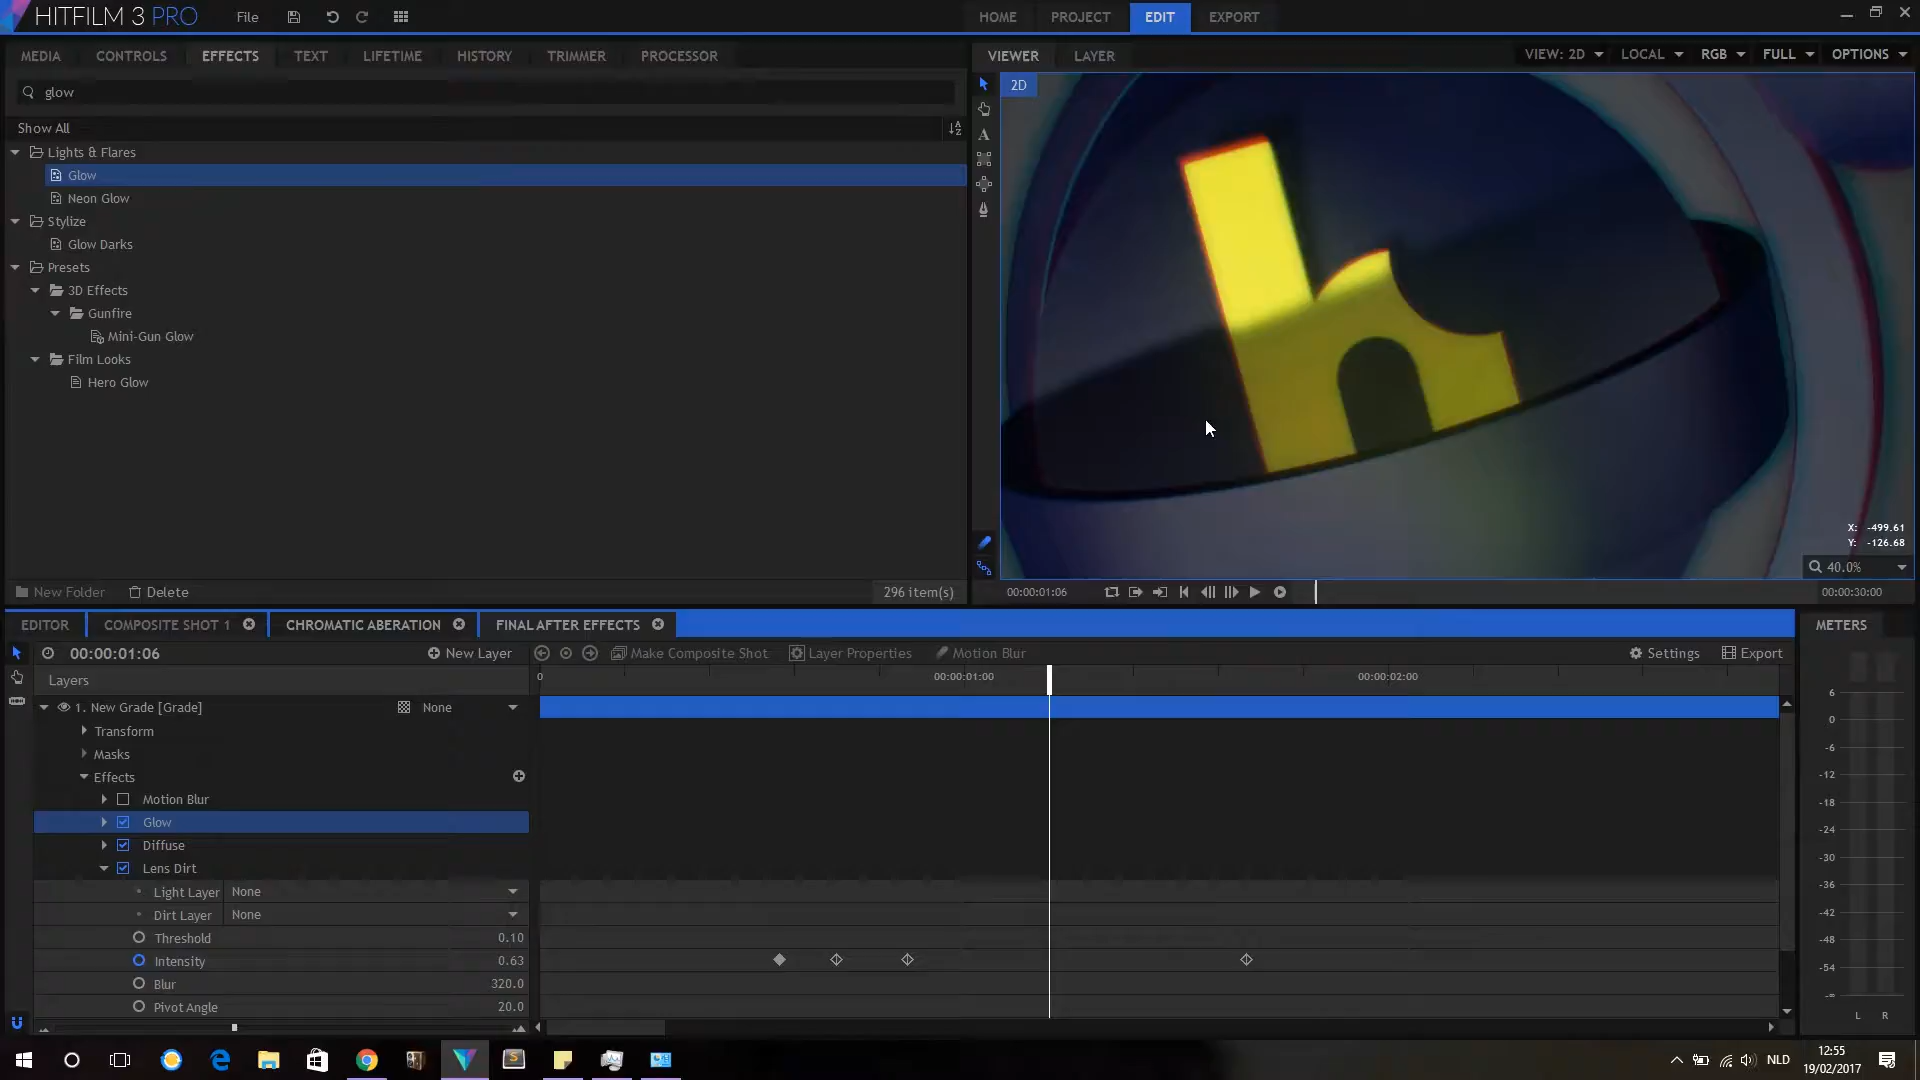 HITFILM 3 PRO File HOME PROJECT EDIT EXPORT
MEDIA CONTROLS EFFECTS TEXT LIFETIME HISTORY TRIMMER PROCESSOR
glow
Show All
Lights & Flares
Glow
Neon Glow
Stylize
Glow Darks
Presets
3D Effects
Gunfire
Mini-Gun Glow
Film Looks
Hero Glow
New Folder Delete 296 item(s)
VIEWER LAYER VIEW: 2D LOCAL RGB FULL OPTIONS
2D
A
X: -499.61
Y: -126.68
40.0%
00:00:01:06 00:00:30:00
EDITOR COMPOSITE SHOT 1 CHROMATIC ABERATION FINAL AFTER EFFECTS METERS
00:00:01:06 New Layer Make Composite Shot Layer Properties Motion Blur Settings Export
Layers 0 00:00:01:00 00:00:02:00
1. New Grade [Grade] None
Transform
Masks
Effects
Motion Blur
Glow
Diffuse
Lens Dirt
Light Layer None
Dirt Layer None
Threshold 0.10
Intensity 0.63
Blur 320.0
Pivot Angle 20.0
6
0
-6
-12
-18
-24
-30
-36
-42
-48
-54
-∞
L R
NLD 12:55
19/02/2017